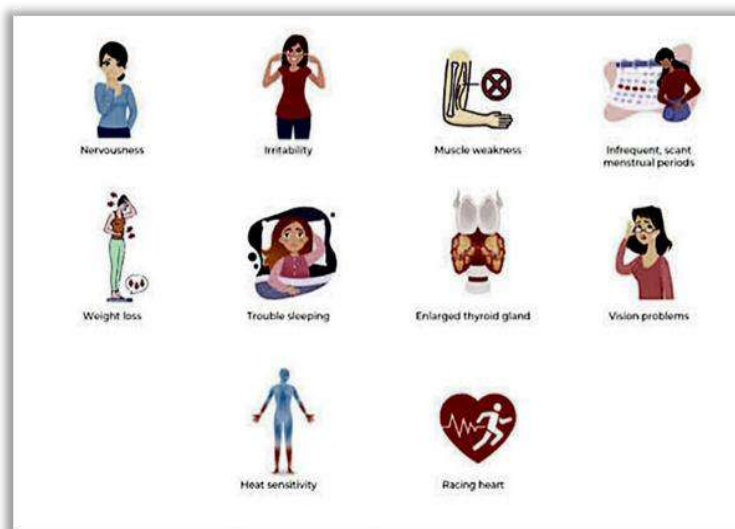 Nervousness
Irritability
Muscle weakness
Infrequent, scant
menstrual periods
Weight loss
Trouble sleeping
Enlarged thyroid gland
Vision problems
Heat sensitivity
Racing heart